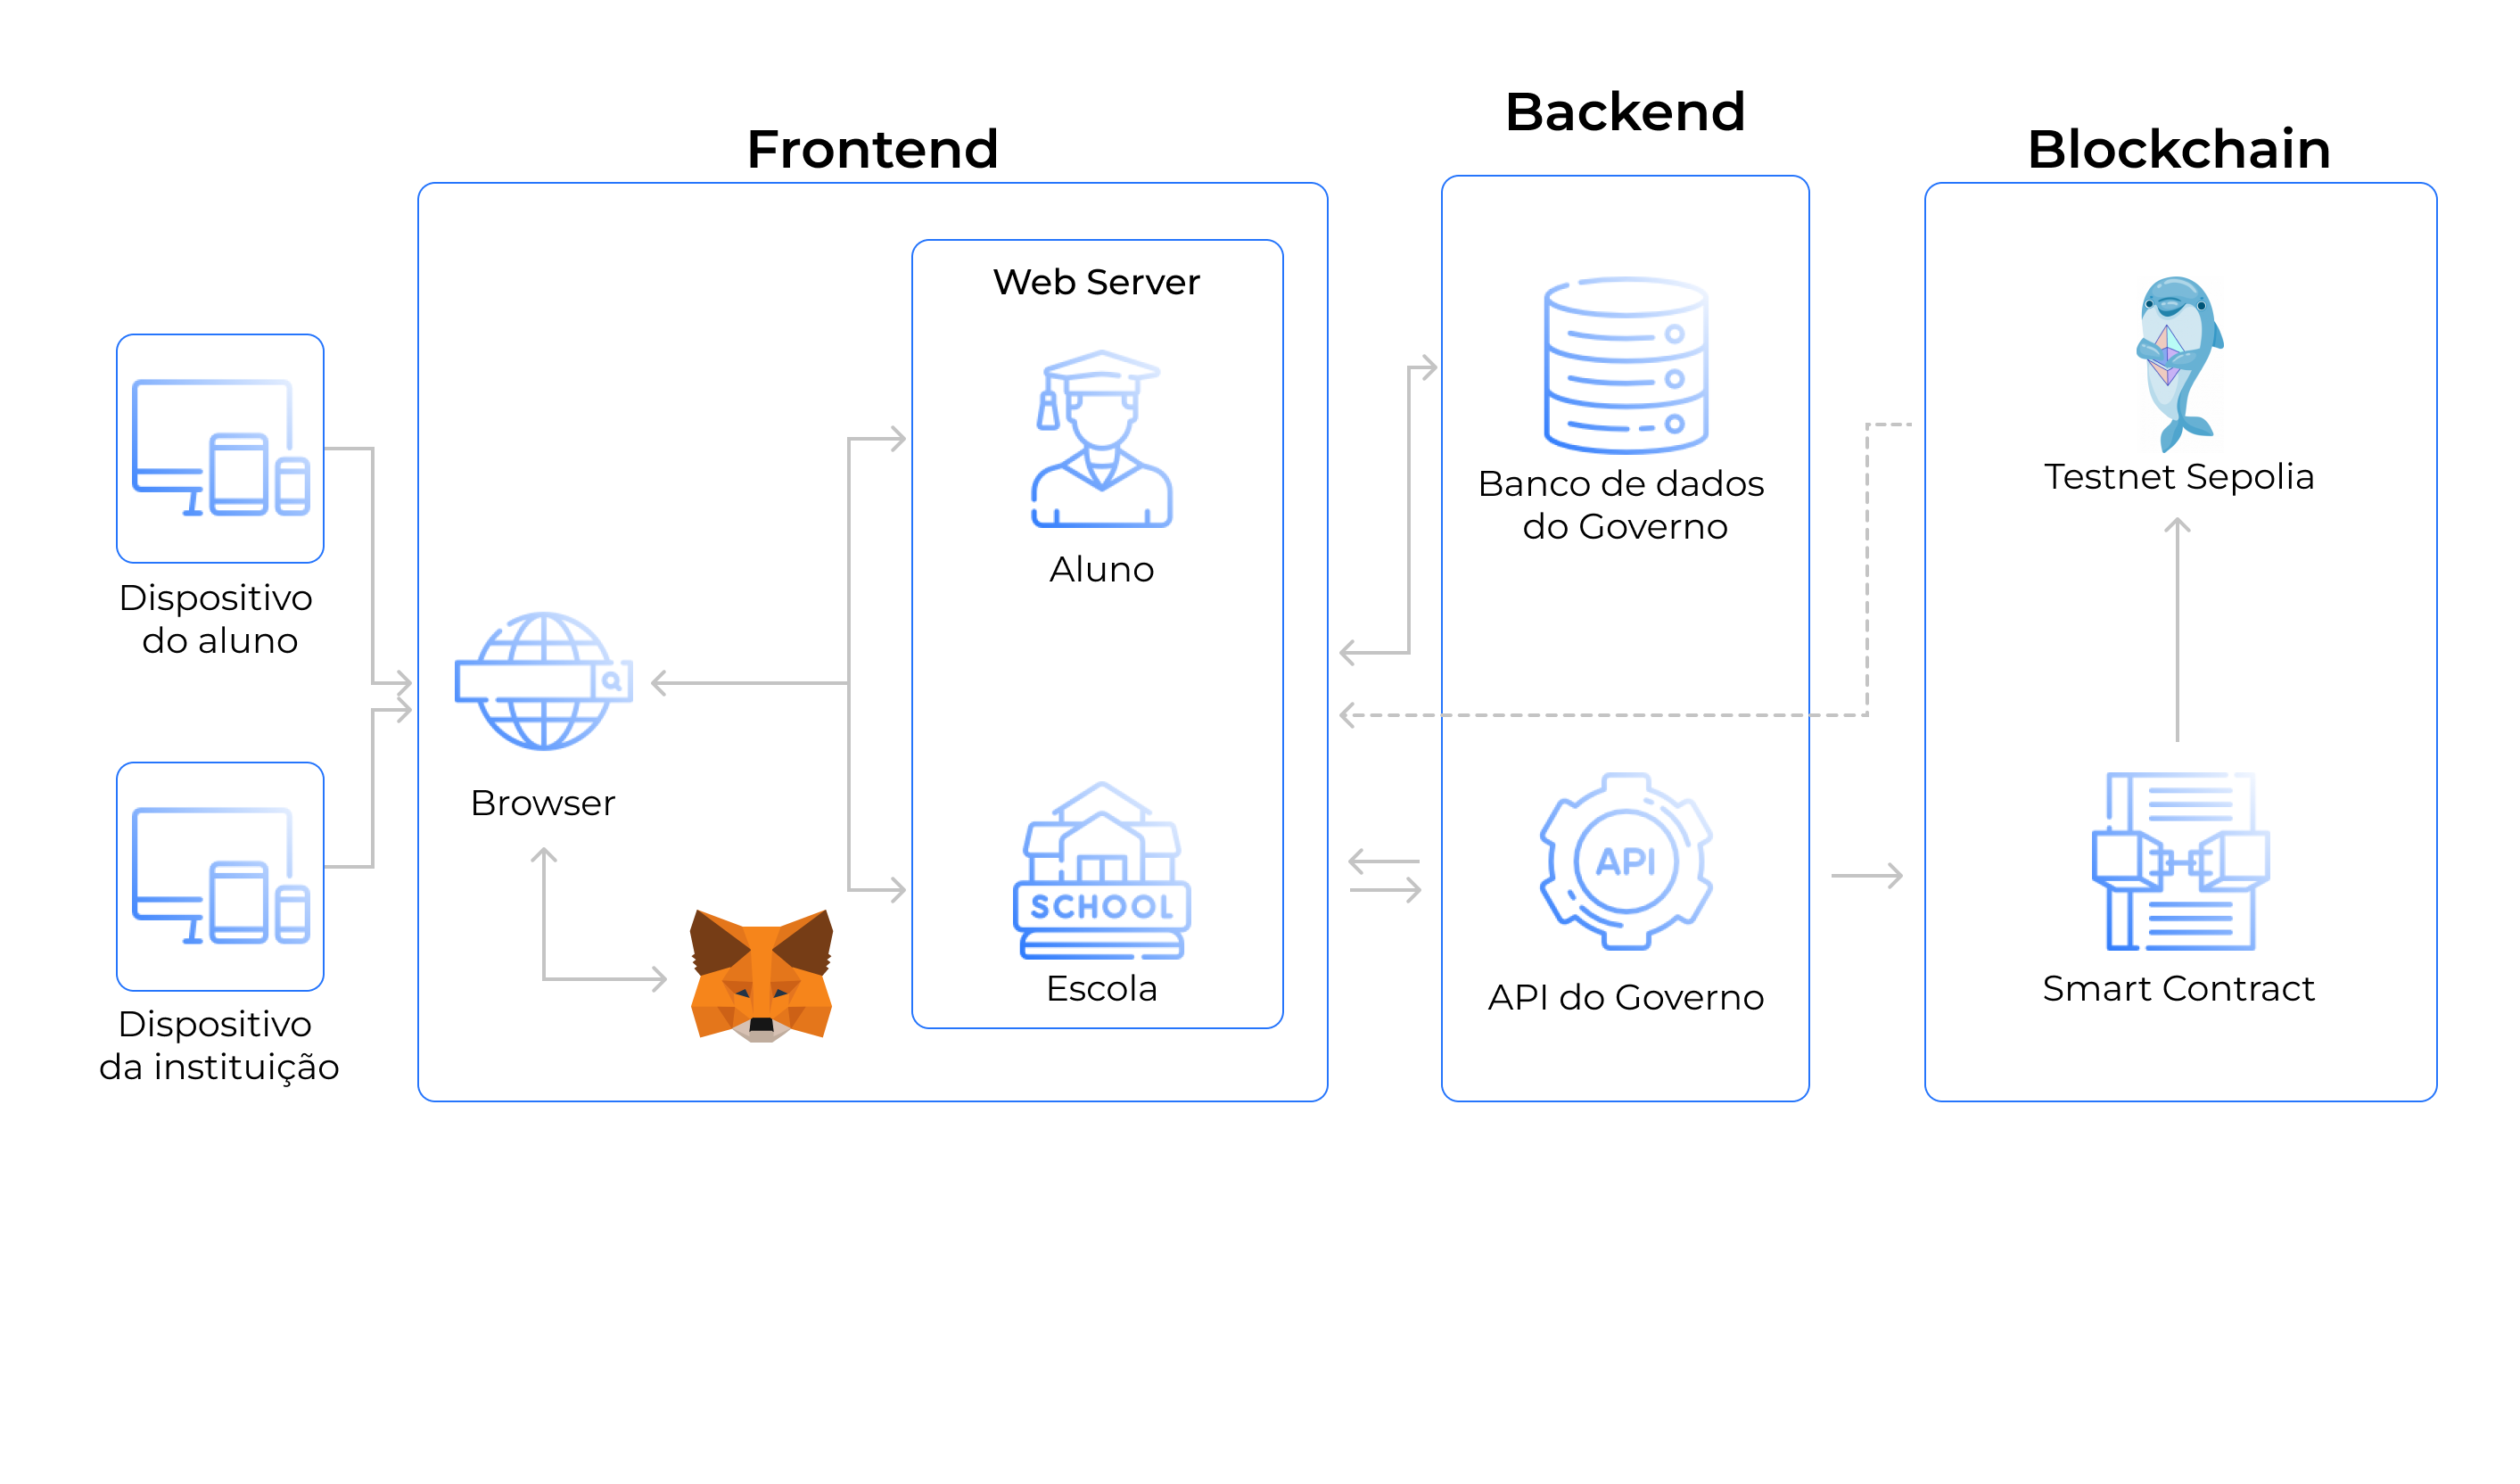 Frontend
Backend
Blockchain
Web Server
Dispositivo
do aluno
Dispositivo
da instituição
Browser
Aluno
SCHOOL
Escola
Banco de dados
do Governo
API
API do Governo
Testnet Sepolia
Smart Contract